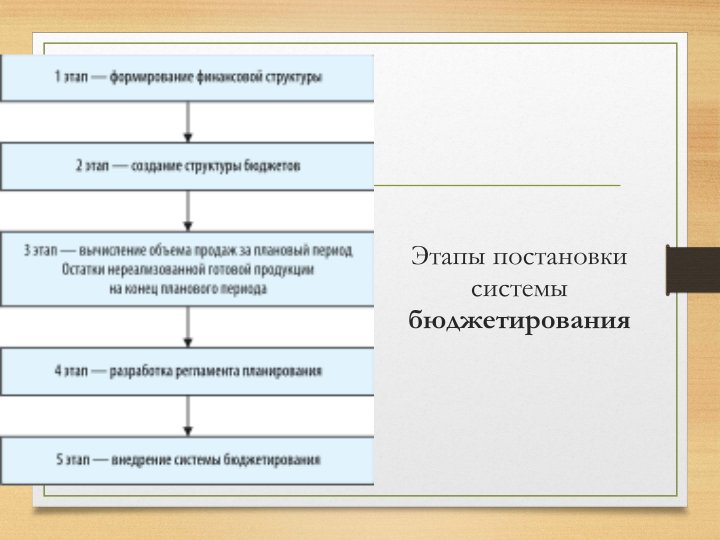 1 этап — формирование финансовой структуры
2 этап — создание структуры бюджетов
3 этап — вычисление объема продаж за плановый период
Остатки нереализованной готовой продукции
на конец планового периода
4 этап — разработка регламента планирования
5 этап — внедрение системы бюджетирования
Этапы постановки
системы
бюджетирования